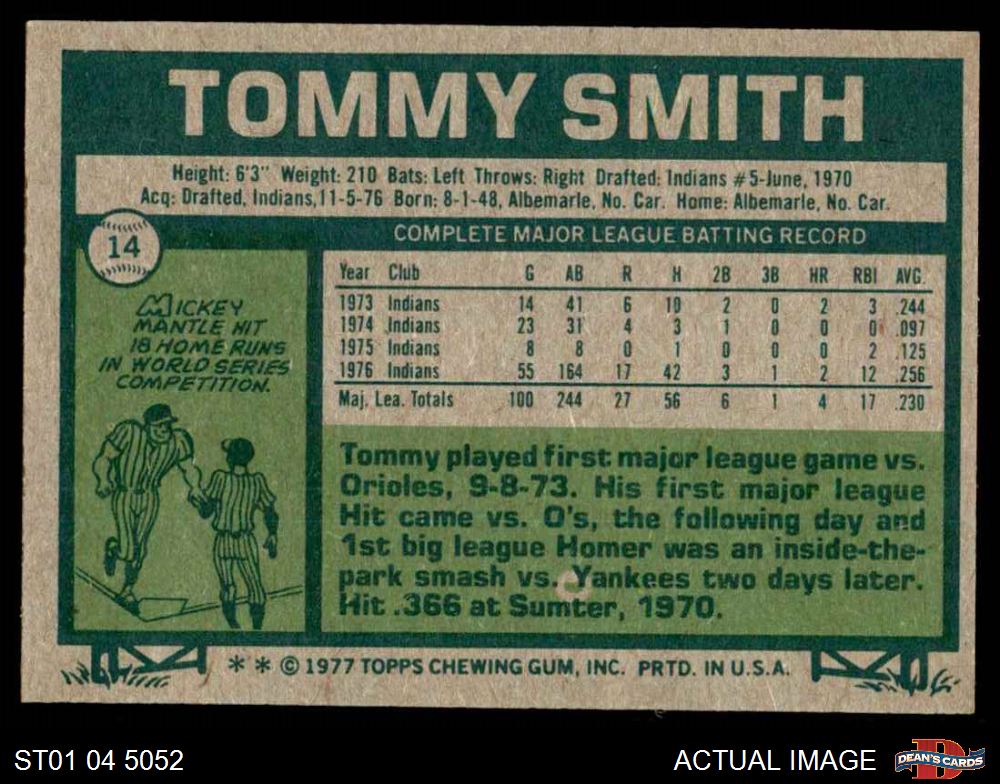 TOMMY SMITH
Height: 6'3" Weight: 210 Bats: Left Throws: Right Drafted: Indians #5-June, 1970
Acq: Drafted, Indians, 11-5-76 Born: 8-1-48, Albemarle, No. Car. Home: Albemarle, No. Car.
14
COMPLETE MAJOR LEAGUE BATTING RECORD
Year Club G AB R H 2B 3B HR RBI AVG.
1973 Indians 14 41 6 10 2 0 2 3 .244
1974 Indians 23 31 4 3 1 0 0 0 .097
1975 Indians 8 8 0 1 0 0 0 2 .125
1976 Indians 55 164 17 42 3 1 2 12 .256
Maj. Lea. Totals 100 244 27 56 6 1 4 17 .230
MICKEY
MANTLE HIT
18 HOME RUNS
IN WORLD SERIES
COMPETITION.
Tommy played first major league game vs.
Orioles, 9-8-73. His first major league
Hit came vs. O's, the following day and
1st big league Homer was an inside-the-
park smash vs. Yankees two days later.
Hit .366 at Sumter, 1970.
** © 1977 TOPPS CHEWING GUM, INC. PRTD. IN U.S.A.
ST01 04 5052
ACTUAL IMAGE
DEAN'S CARDS